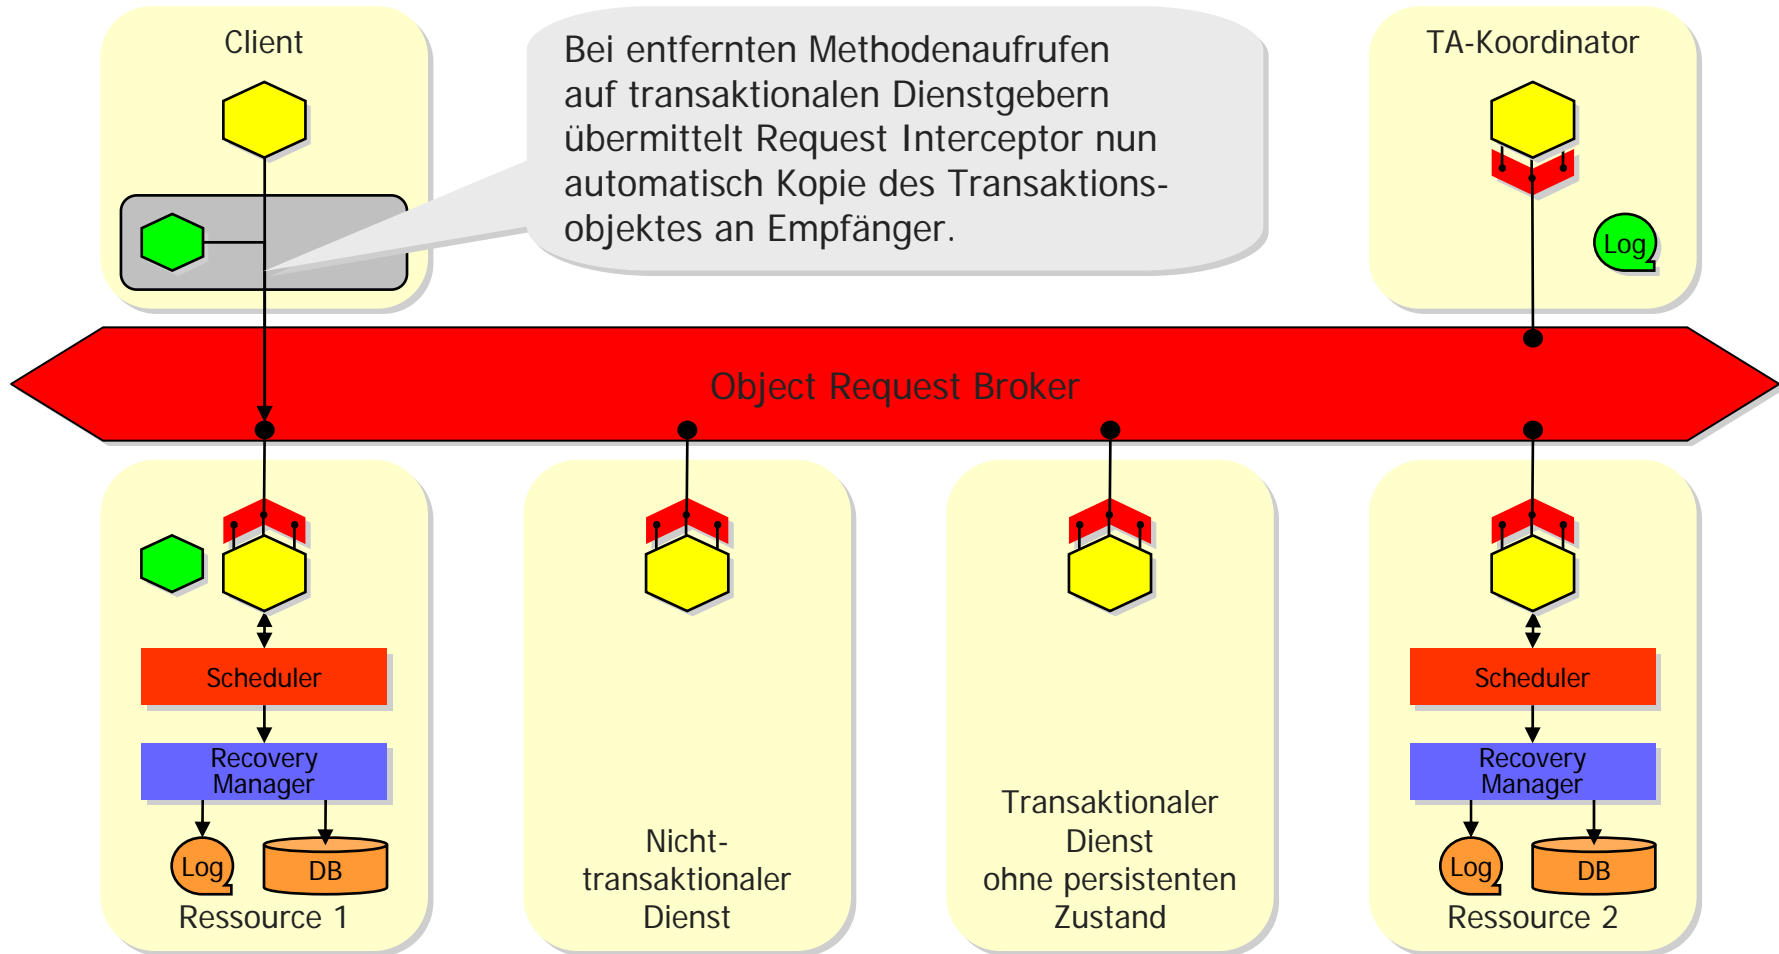 Client
Bei entfernten Methodenaufrufen
auf transaktionalen Dienstgebern
übermittelt Request Interceptor nun
automatisch Kopie des Transaktions-
objektes an Empfänger.
TA-Koordinator
Log
Object Request Broker
Scheduler
Recovery
Manager
Log
DB
Ressource 1
Nicht-
transaktionaler
Dienst
Transaktionaler
Dienst
ohne persistenten
Zustand
Scheduler
Recovery
Manager
Log
DB
Ressource 2